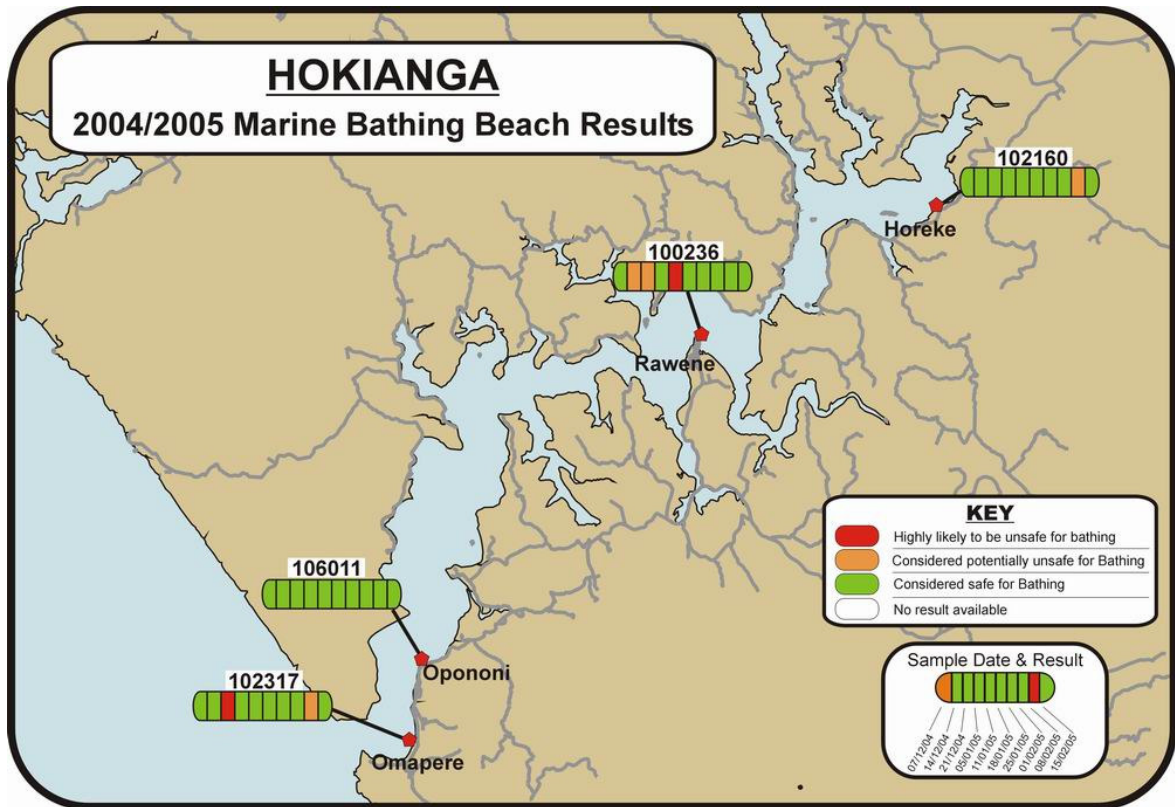 HOKIANGA
2004/2005 Marine Bathing Beach Results
102160
Horeke
100236
Rawene
106011
Opononi
102317
Omapere
KEY
Highly likely to be unsafe for bathing
Considered potentially unsafe for Bathing
Considered safe for Bathing
No result available
Sample Date & Result
07/12/04
14/12/04
21/12/04
05/01/05
11/01/05
18/01/05
25/01/05
01/02/05
08/02/05
15/02/05